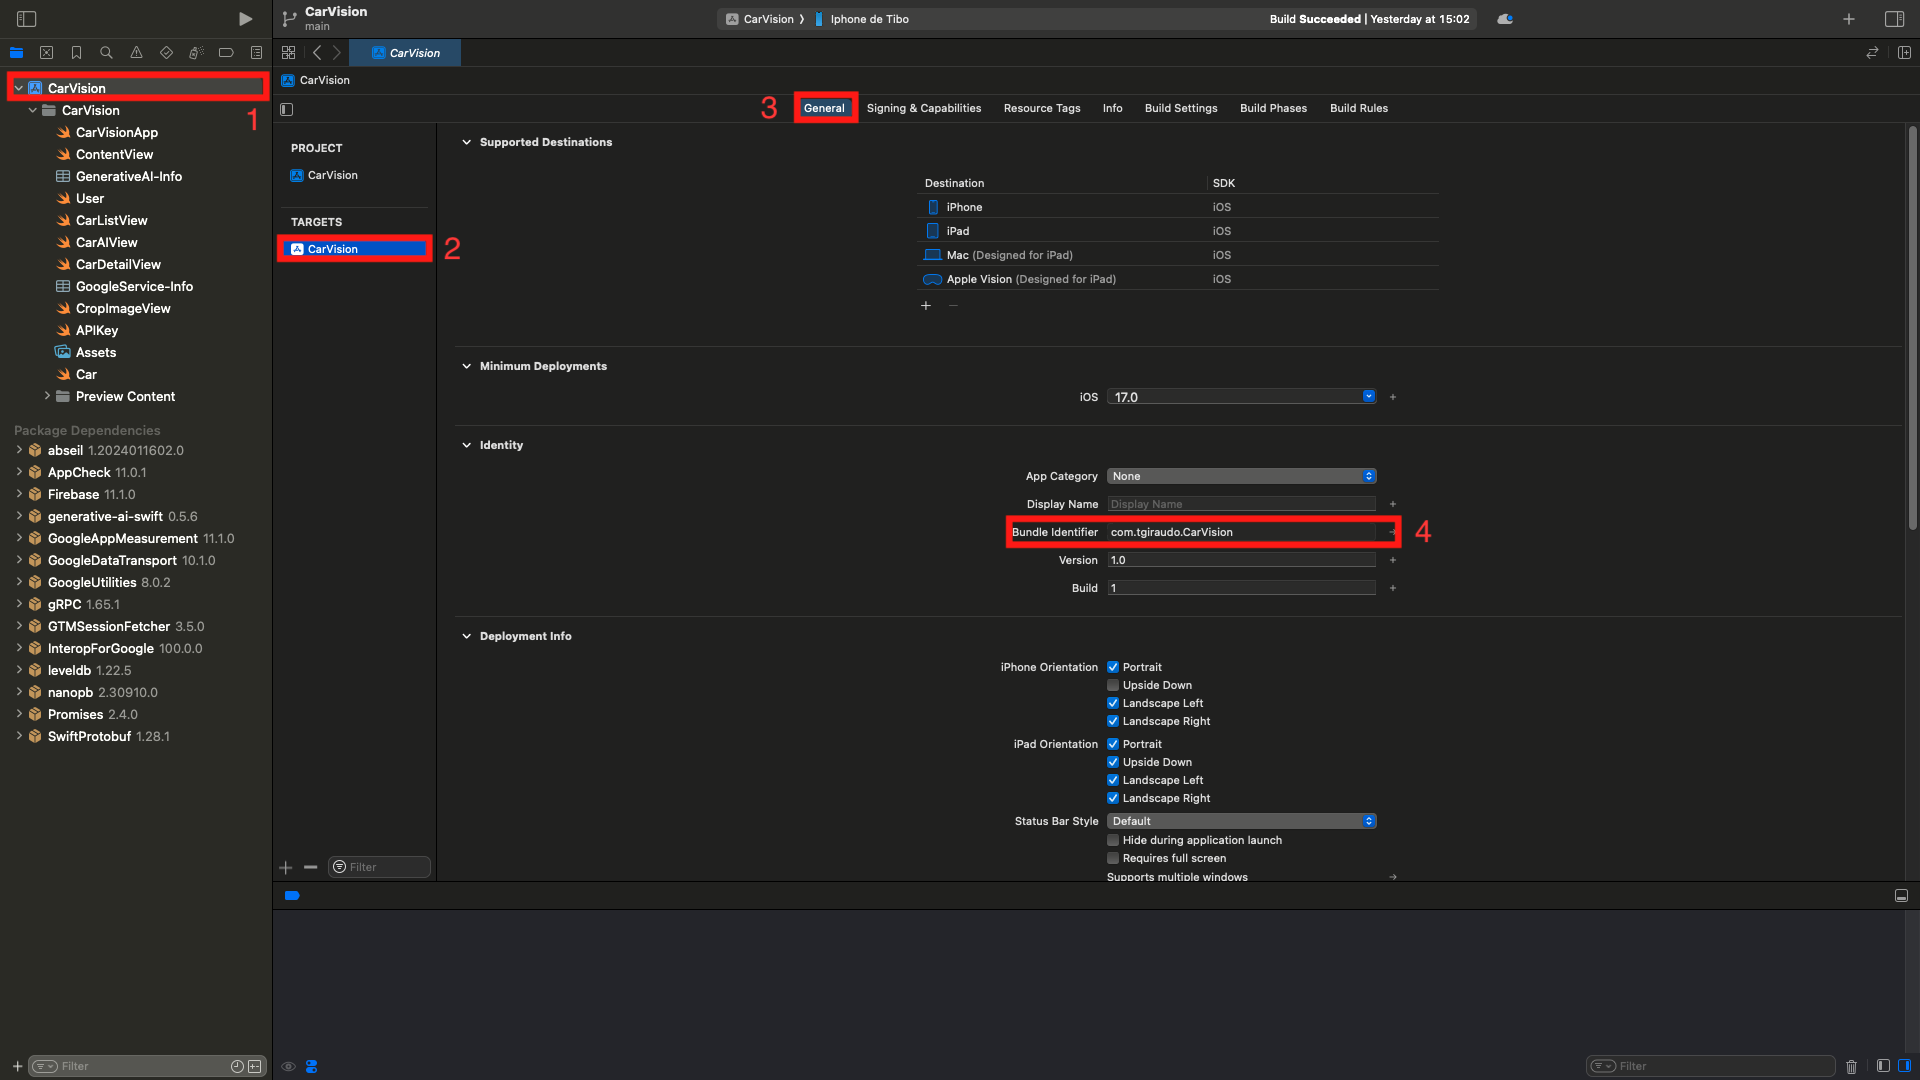 CarVision
main
CarVision
Iphone de Tibo
Build Succeeded | Yesterday at 15:02
CarVision
CarVision
1
CarVision
CarVisionApp
ContentView
GenerativeAI-Info
User
CarListView
CarAIView
CarDetailView
GoogleService-Info
CropImageView
APIKey
Assets
Car
Preview Content
Package Dependencies
abseil 1.2024011602.0
AppCheck 11.0.1
Firebase 11.1.0
generative-ai-swift 0.5.6
GoogleAppMeasurement 11.1.0
GoogleDataTransport 10.1.0
GoogleUtilities 8.0.2
gRPC 1.65.1
GTMSessionFetcher 3.5.0
InteropForGoogle 100.0.0
leveldb 1.22.5
nanopb 2.30910.0
Promises 2.4.0
SwiftProtobuf 1.28.1
Filter
CarVision
3
General
Signing & Capabilities
Resource Tags
Info
Build Settings
Build Phases
Build Rules
PROJECT
CarVision
TARGETS
CarVision
2
Filter
Supported Destinations
Destination
SDK
iPhone
iOS
iPad
iOS
Mac (Designed for iPad)
iOS
Apple Vision (Designed for iPad)
iOS
Minimum Deployments
iOS
17.0
Identity
App Category
None
Display Name
Display Name
Bundle Identifier
com.tgiraudo.CarVision
4
Version
1.0
Build
1
Deployment Info
iPhone Orientation
Portrait
Upside Down
Landscape Left
Landscape Right
iPad Orientation
Portrait
Upside Down
Landscape Left
Landscape Right
Status Bar Style
Default
Hide during application launch
Requires full screen
Supports multiple windows
Filter